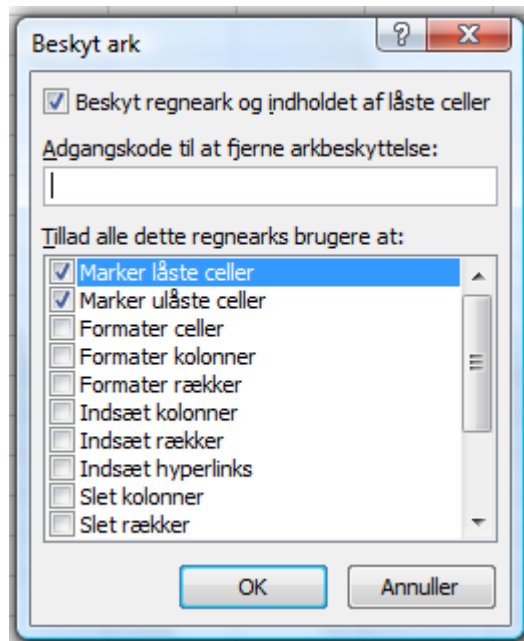 Beskyt ark
Beskyt regneark og indholdet af låste celler
Adgangskode til at fjerne arkbeskyttelse:
Tillad alle dette regnearks brugere at:
Marker låste celler
Marker ulåste celler
Formater celler
Formater kolonner
Formater rækker
Indsæt kolonner
Indsæt rækker
Indsæt hyperlinks
Slet kolonner
Slet rækker
OK Annuller